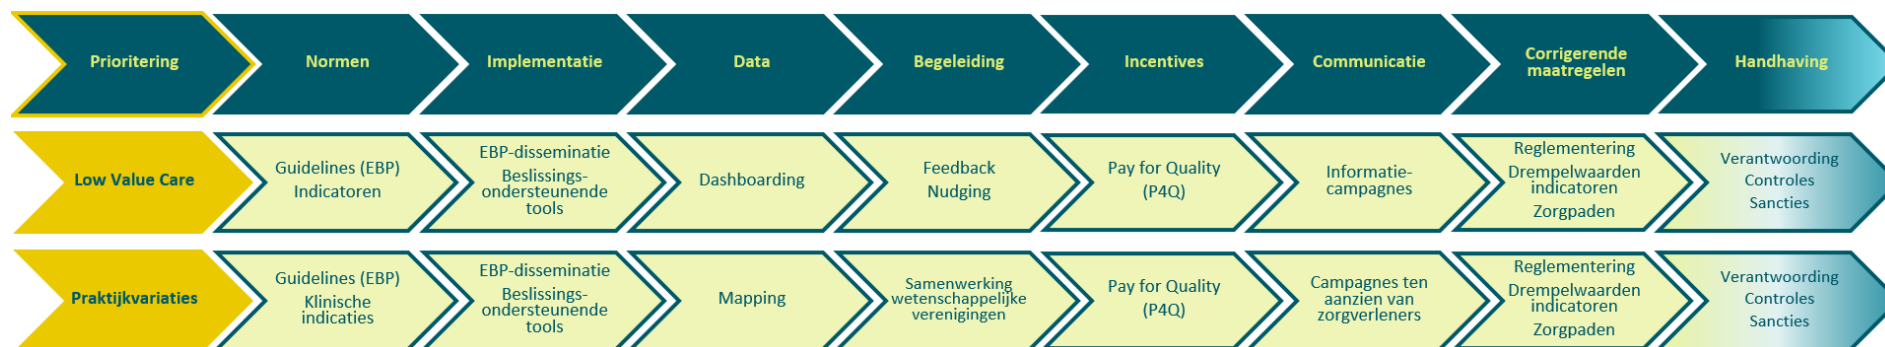 Prioritering
Normen
Implementatie
Data
Begeleiding
Incentives
Communicatie
Corrigerende
maatregelen
Handhaving
Low Value Care
Guidelines (EBP)
Indicatoren
EBP-disseminatie
Beslissings-
ondersteunende
tools
Dashboarding
Feedback
Nudging
Pay for Quality
(P4Q)
Informatie-
campagnes
Reglementering
Drempelwaarden
indicatoren
Zorgpaden
Verantwoording
Controles
Sancties
Praktijkvariaties
Guidelines (EBP)
Klinische
indicaties
EBP-disseminatie
Beslissings-
ondersteunende
tools
Mapping
Samenwerking
wetenschappelijke
verenigingen
Pay for Quality
(P4Q)
Campagnes ten
aanzien van
zorgverleners
Reglementering
Drempelwaarden
indicatoren
Zorgpaden
Verantwoording
Controles
Sancties